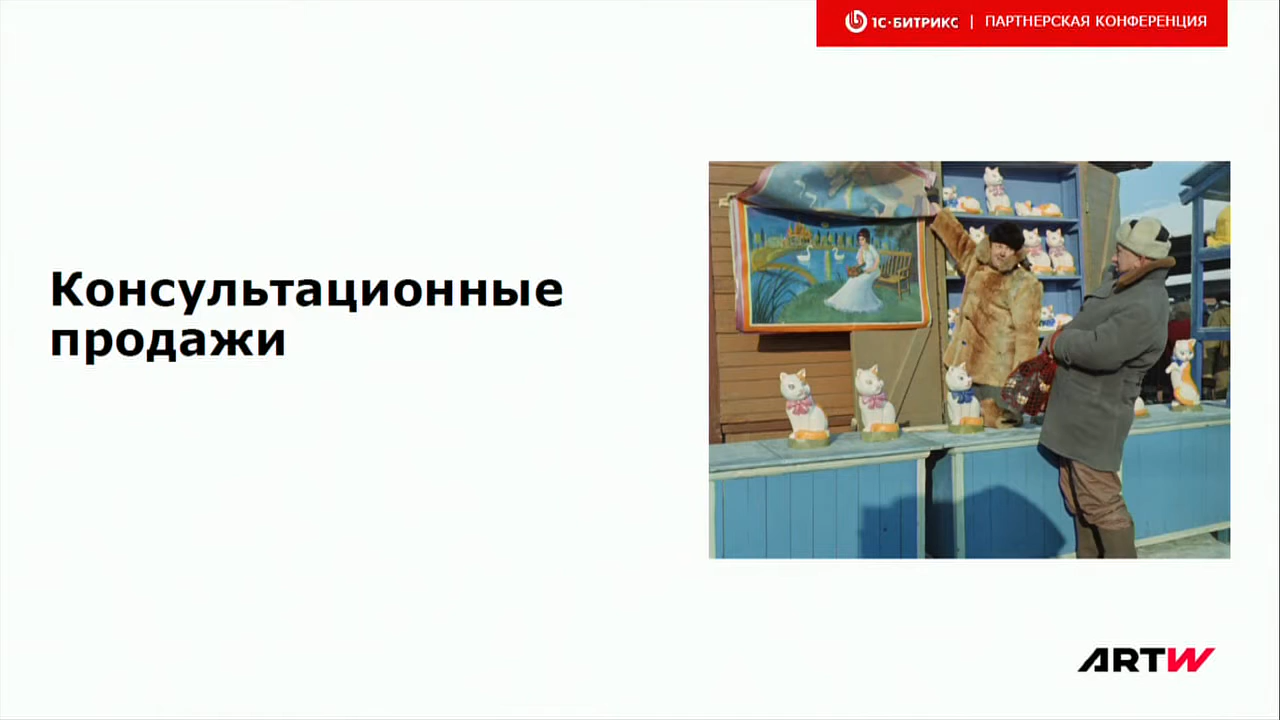 1С·БИТРИКС | ПАРТНЕРСКАЯ КОНФЕРЕНЦИЯ
Консультационные
продажи
ARTW